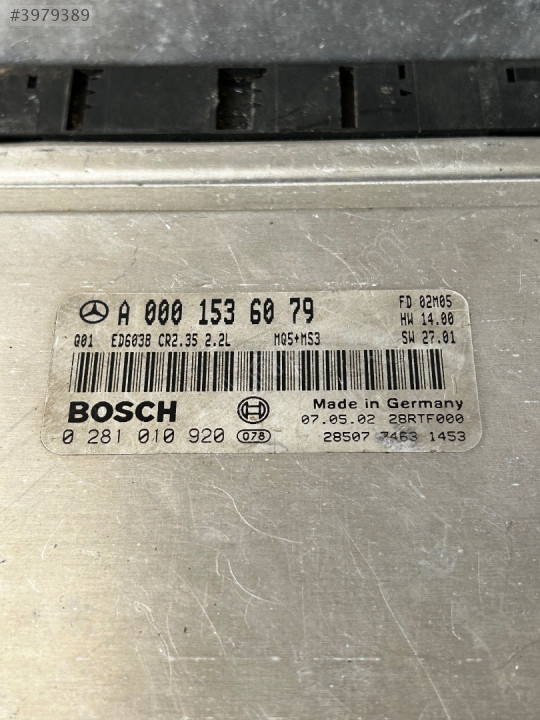 #3979389
A 000 153 60 79
FD 02M05
HW 14.00
Q01 ED6038 CR2.35 2.2L MQ5+MS3 SW 27.01
BOSCH
Made in Germany
07.05.02 28RTF000
0 281 010 920 078
28507 7463 1453